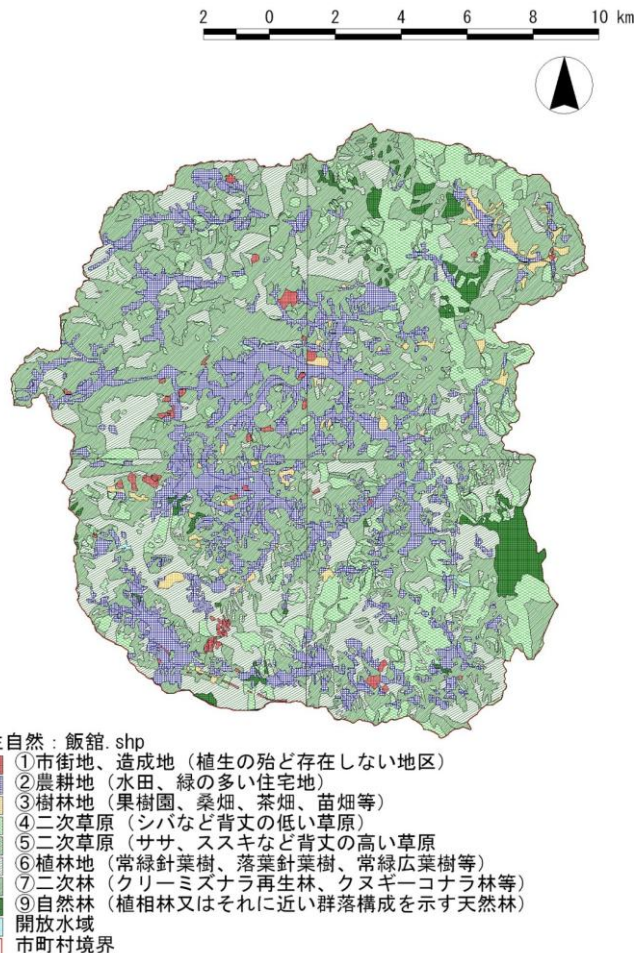 2 0 2 4 6 8 10 km
自然：飯舘.shp
①市街地、造成地（植生の殆ど存在しない地区）
②農耕地（水田、緑の多い住宅地）
③樹林地（果樹園、桑畑、茶畑、苗畑等）
④二次草原（シバなど背丈の低い草原）
⑤二次草原（ササ、ススキなど背丈の高い草原
⑥植林地（常緑針葉樹、落葉針葉樹、常緑広葉樹等）
⑦二次林（クリーミズナラ再生林、クヌギーコナラ林等）
⑨自然林（植相林又はそれに近い群落構成を示す天然林）
開放水域
市町村境界